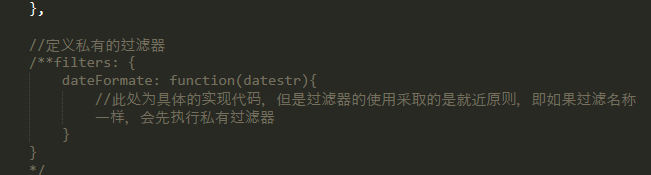 },
//定义私有的过滤器
/**filters: {
dateFormate: function(datestr){
//此处为具体的实现代码，但是过滤器的使用采取的是就近原则，即如果过滤名称
一样，会先执行私有过滤器
}
}
*/